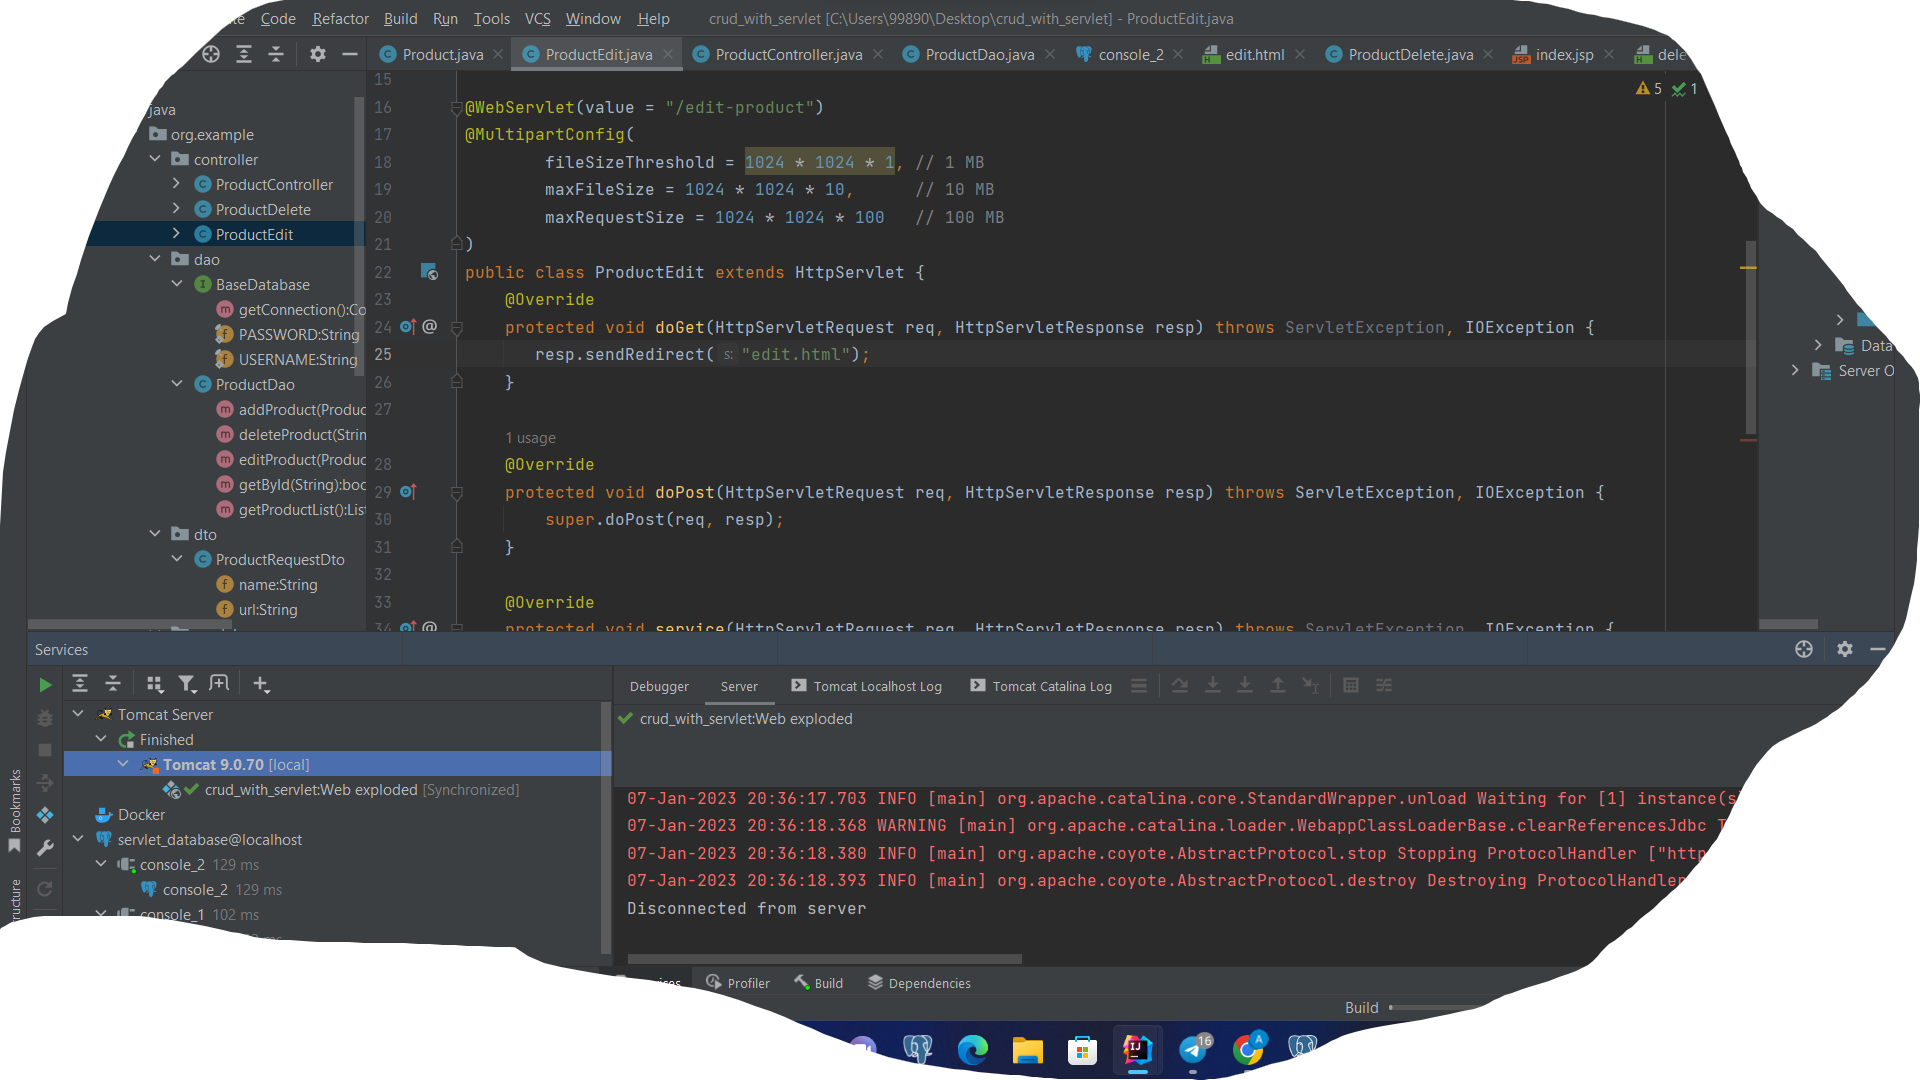 Code Refactor Build Run Tools VCS Window Help crud_with_servlet [C:\Users\99890\Desktop\crud_with_servlet] - ProductEdit.java
Product.java ProductEdit.java ProductController.java ProductDao.java console_2 edit.html ProductDelete.java index.jsp dele
java
org.example
controller
ProductController
ProductDelete
ProductEdit
dao
BaseDatabase
getConnection():Co
PASSWORD:String
USERNAME:String
ProductDao
addProduct(Produc
deleteProduct(Strin
editProduct(Produc
getById(String):boo
getProductList():List
dto
ProductRequestDto
name:String
url:String
5 1
15
16 @WebServlet(value = "/edit-product")
17 @MultipartConfig(
18 fileSizeThreshold = 1024 * 1024 * 1, // 1 MB
19 maxFileSize = 1024 * 1024 * 10, // 10 MB
20 maxRequestSize = 1024 * 1024 * 100 // 100 MB
21 )
22 public class ProductEdit extends HttpServlet {
23 @Override
24 @ protected void doGet(HttpServletRequest req, HttpServletResponse resp) throws ServletException, IOException {
25 resp.sendRedirect( s: "edit.html");
26 }
27
1 usage
28 @Override
29 protected void doPost(HttpServletRequest req, HttpServletResponse resp) throws ServletException, IOException {
30 super.doPost(req, resp);
31 }
32
33 @Override
34 @ protected void service(HttpServletRequest req, HttpServletResponse resp) throws ServletException, IOException {
Data
Server O
Services
Bookmarks
ructure
Tomcat Server
Finished
Tomcat 9.0.70 [local]
crud_with_servlet:Web exploded [Synchronized]
Docker
servlet_database@localhost
console_2 129 ms
console_2 129 ms
console_1 102 ms
Debugger Server Tomcat Localhost Log Tomcat Catalina Log
crud_with_servlet:Web exploded
07-Jan-2023 20:36:17.703 INFO [main] org.apache.catalina.core.StandardWrapper.unload Waiting for [1] instance(s
07-Jan-2023 20:36:18.368 WARNING [main] org.apache.catalina.loader.WebappClassLoaderBase.clearReferencesJdbc T
07-Jan-2023 20:36:18.380 INFO [main] org.apache.coyote.AbstractProtocol.stop Stopping ProtocolHandler ["http
07-Jan-2023 20:36:18.393 INFO [main] org.apache.coyote.AbstractProtocol.destroy Destroying ProtocolHandler
Disconnected from server
Profiler Build Dependencies
Build
16 A